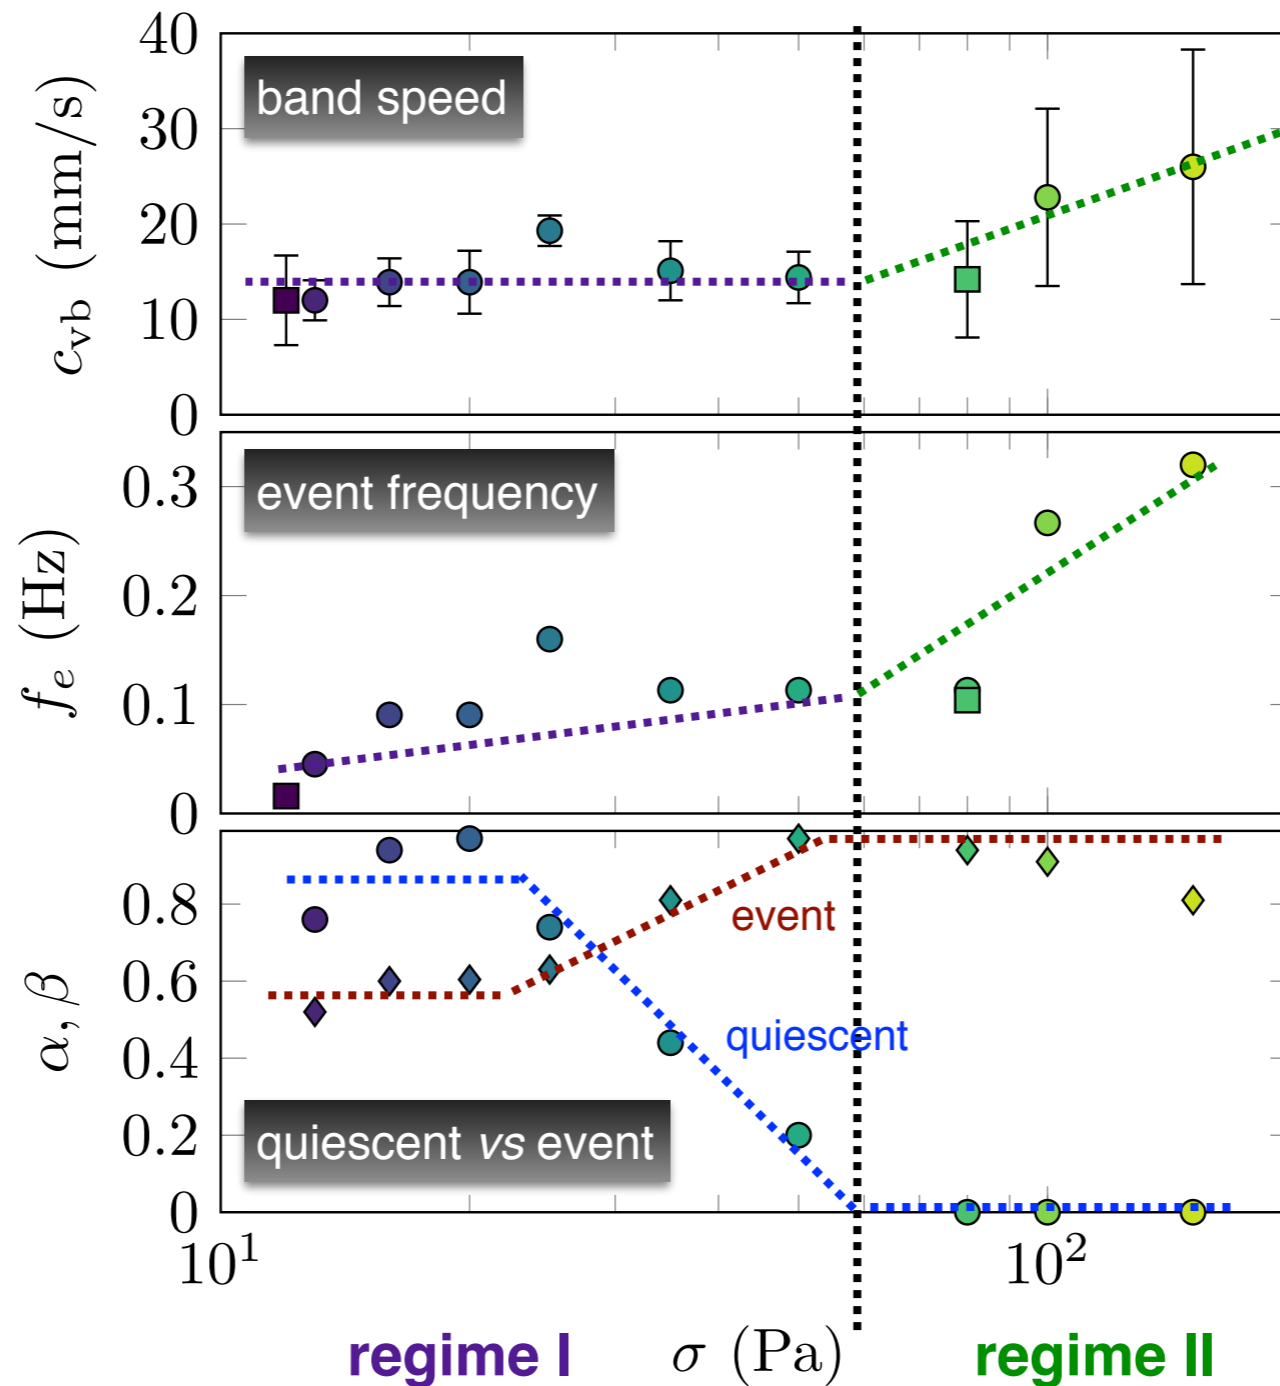 40
30
20
10
0
c_vb (mm/s)
band speed
0.3
0.2
0.1
0
f_e (Hz)
event frequency
0.8
0.6
0.4
0.2
0
α, β
event
quiescent
quiescent vs event
10^1
10^2
regime I
σ (Pa)
regime II